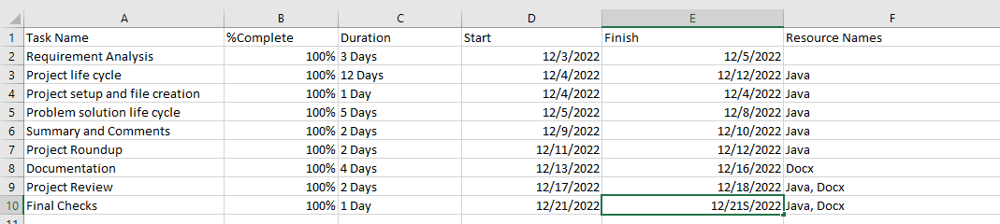 A B C D E F
1 Task Name %Complete Duration Start Finish Resource Names
2 Requirement Analysis 100% 3 Days 12/3/2022 12/5/2022
3 Project life cycle 100% 12 Days 12/4/2022 12/12/2022 Java
4 Project setup and file creation 100% 1 Day 12/4/2022 12/4/2022 Java
5 Problem solution life cycle 100% 5 Days 12/5/2022 12/8/2022 Java
6 Summary and Comments 100% 2 Days 12/9/2022 12/10/2022 Java
7 Project Roundup 100% 2 Days 12/11/2022 12/12/2022 Java
8 Documentation 100% 4 Days 12/13/2022 12/16/2022 Docx
9 Project Review 100% 2 Days 12/17/2022 12/18/2022 Java, Docx
10 Final Checks 100% 1 Day 12/21/2022 12/21S/2022 Java, Docx
11